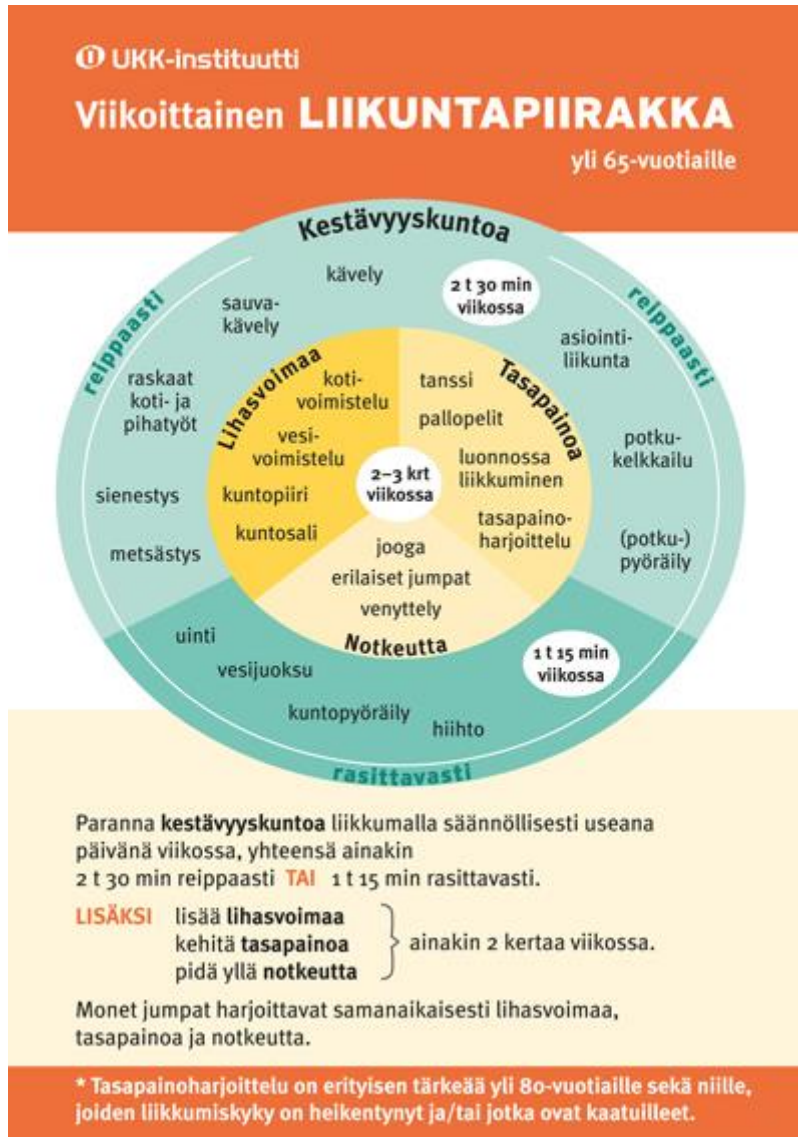 UKK-instituutti
Viikoittainen LIIKUNTAPIIRAKKA
yli 65-vuotiaille
Kestävyyskuntoa
reippaasti
reippaasti
kävely
2 t 30 min
viikossa
sauva-
kävely
asiointi-
liikunta
raskaat
koti- ja
pihatyöt
potku-
kelkkailu
sienestys
metsästys
(potku-)
pyöräily
Lihasvoimaa
koti-
voimistelu
vesi-
voimistelu
kuntopiiri
kuntosali
Tasapainoa
tanssi
pallopelit
luonnossa
liikkuminen
tasapaino-
harjoittelu
2–3 krt
viikossa
jooga
erilaiset jumpat
venyttely
Notkeutta
uinti
vesijuoksu
kuntopyöräily
hiihto
1 t 15 min
viikossa
rasittavasti
Paranna kestävyyskuntoa liikkumalla säännöllisesti useana
päivänä viikossa, yhteensä ainakin
2 t 30 min reippaasti TAI 1 t 15 min rasittavasti.
LISÄKSI lisää lihasvoimaa
kehitä tasapainoa
pidä yllä notkeutta
ainakin 2 kertaa viikossa.
Monet jumpat harjoittavat samanaikaisesti lihasvoimaa,
tasapainoa ja notkeutta.
* Tasapainoharjoittelu on erityisen tärkeää yli 80-vuotiaille sekä niille,
joiden liikkumiskyky on heikentynyt ja/tai jotka ovat kaatuilleet.